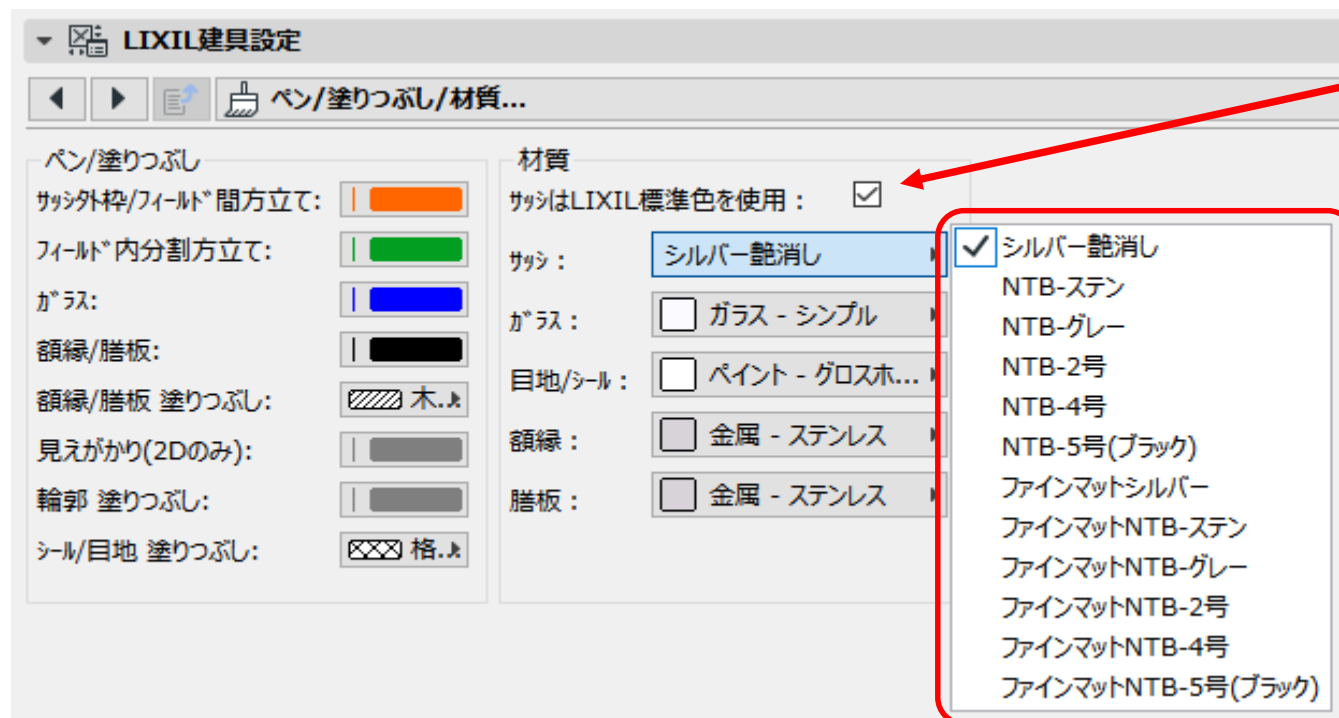 LIXIL建具設定
ペン/塗りつぶし/材質...
ペン/塗りつぶし
ｻｯｼ外枠/ﾌｨｰﾙﾄﾞ間方立て:
ﾌｨｰﾙﾄﾞ内分割方立て:
ｶﾞﾗｽ:
額縁/膳板:
額縁/膳板 塗りつぶし:
木..
見えがかり(2Dのみ):
輪郭 塗りつぶし:
ｼｰﾙ/目地 塗りつぶし:
格..
材質
ｻｯｼはLIXIL標準色を使用：
ｻｯｼ：
シルバー艶消し
ｶﾞﾗｽ：
ガラス - シンプル
目地/ｼｰﾙ：
ペイント - グロスホ...
額縁：
金属 - ステンレス
膳板：
金属 - ステンレス
シルバー艶消し
NTB-ステン
NTB-グレー
NTB-2号
NTB-4号
NTB-5号(ブラック)
ファインマットシルバー
ファインマットNTB-ステン
ファインマットNTB-グレー
ファインマットNTB-2号
ファインマットNTB-4号
ファインマットNTB-5号(ブラック)